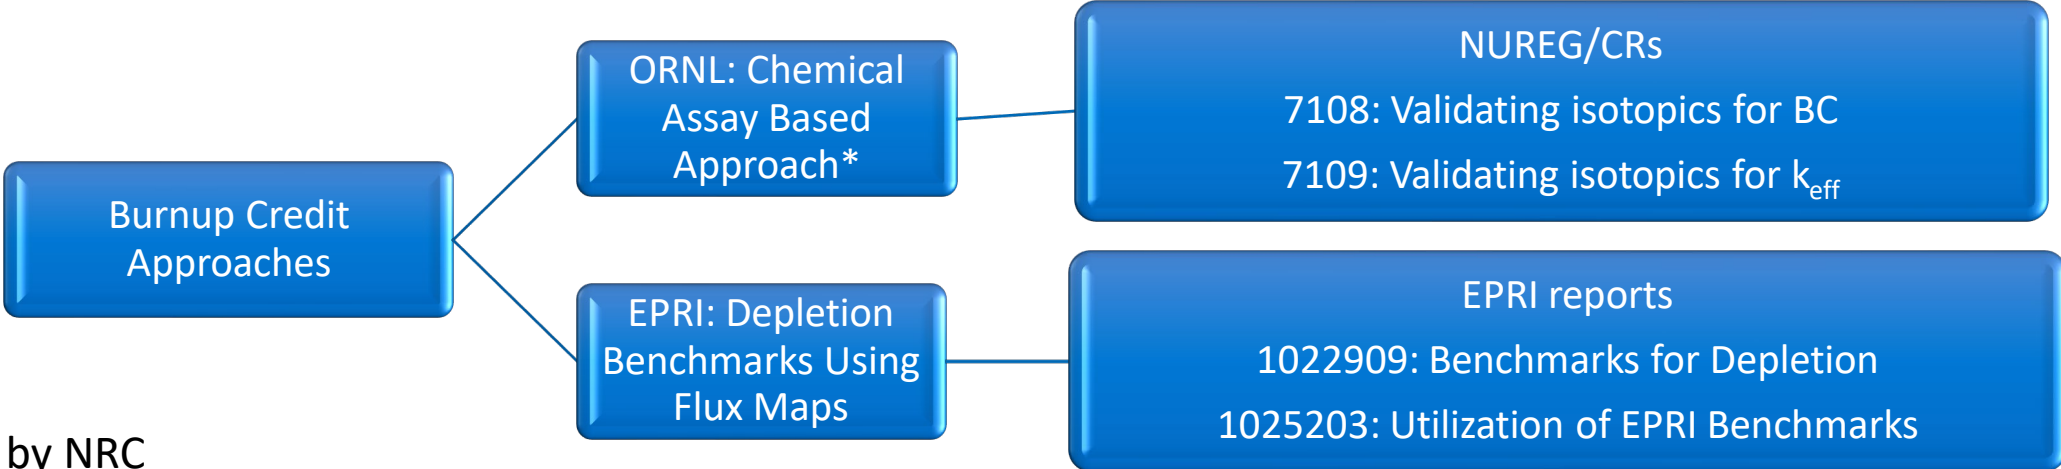 Burnup Credit
Approaches
ORNL: Chemical
Assay Based
Approach*
NUREG/CRs
7108: Validating isotopics for BC
7109: Validating isotopics for keff
EPRI: Depletion
Benchmarks Using
Flux Maps
EPRI reports
1022909: Benchmarks for Depletion
1025203: Utilization of EPRI Benchmarks
by NRC